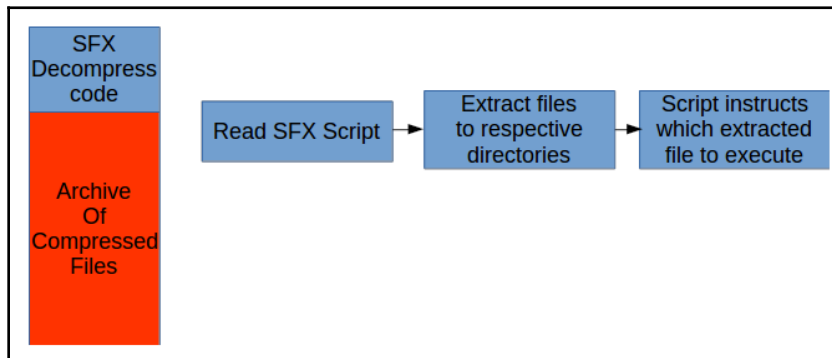 SFX
Decompress
code
Archive
Of
Compressed
Files
Read SFX Script
Extract files
to respective
directories
Script instructs
which extracted
file to execute